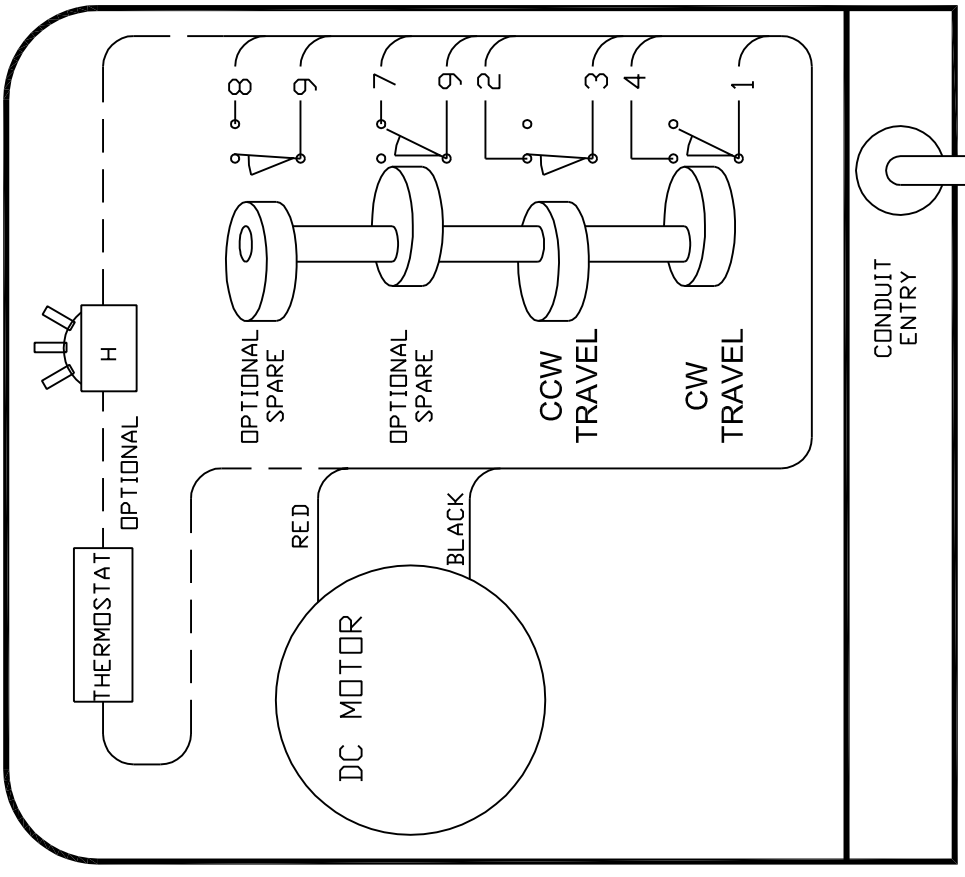 THERMOSTAT
OPTIONAL
H
OPTIONAL
SPARE
8
9
OPTIONAL
SPARE
7
9
CCW
TRAVEL
2
3
CW
TRAVEL
4
1
RED
BLACK
DC MOTOR
CONDUIT
ENTRY